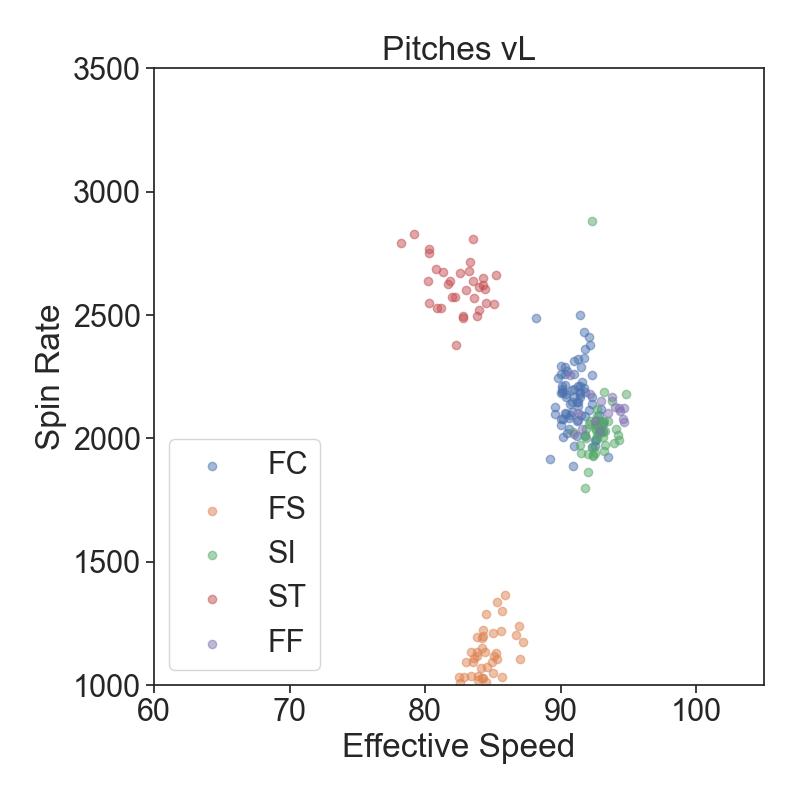 Pitches vL
3500
3000
2500
2000
1500
1000
Spin Rate
FC
FS
SI
ST
FF
60 70 80 90 100
Effective Speed